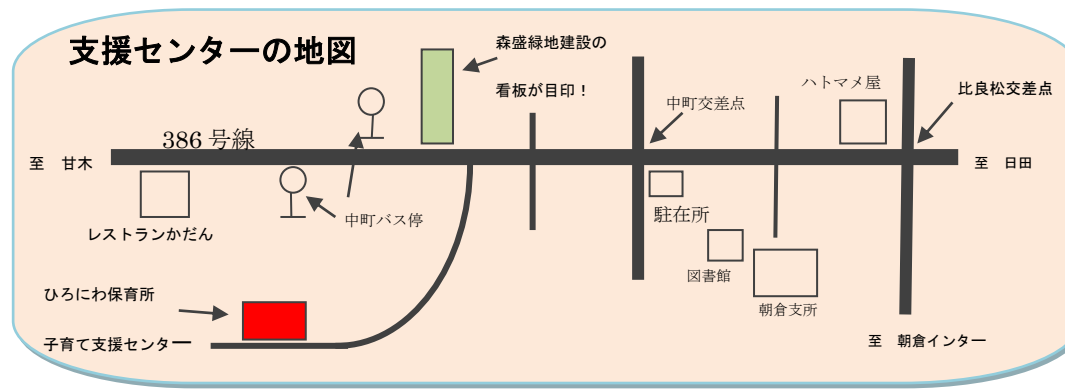 支援センターの地図
森盛緑地建設の
看板が目印！
ハトマメ屋
比良松交差点
中町交差点
386 号線
至　甘木
至　日田
レストランかだん
中町バス停
駐在所
図書館
朝倉支所
ひろにわ保育所
子育て支援センター
至　朝倉インター